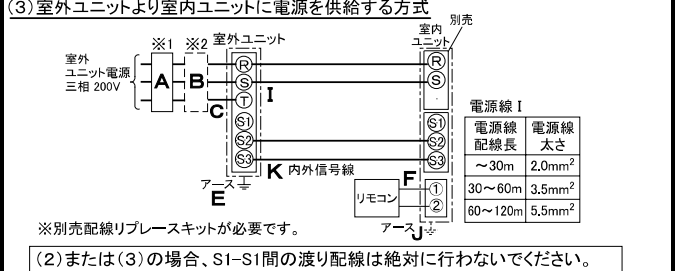 (3)室外ユニットより室内ユニットに電源を供給する方式
※1 ※2 室外ユニット
室内
ユニット
別売
室外
ユニット電源
三相 200V
A B
C
R
S
T
S1
S2
S3
I
R
S
S1
S2
S3
K 内外信号線
アース
E
リモコン
F
1
2
アース J
電源線 I
電源線
配線長
電源線
太さ
～30m 2.0mm²
30～60m 3.5mm²
60～120m 5.5mm²
※別売配線リプレースキットが必要です。
(2)または(3)の場合、S1-S1間の渡り配線は絶対に行わないでください。